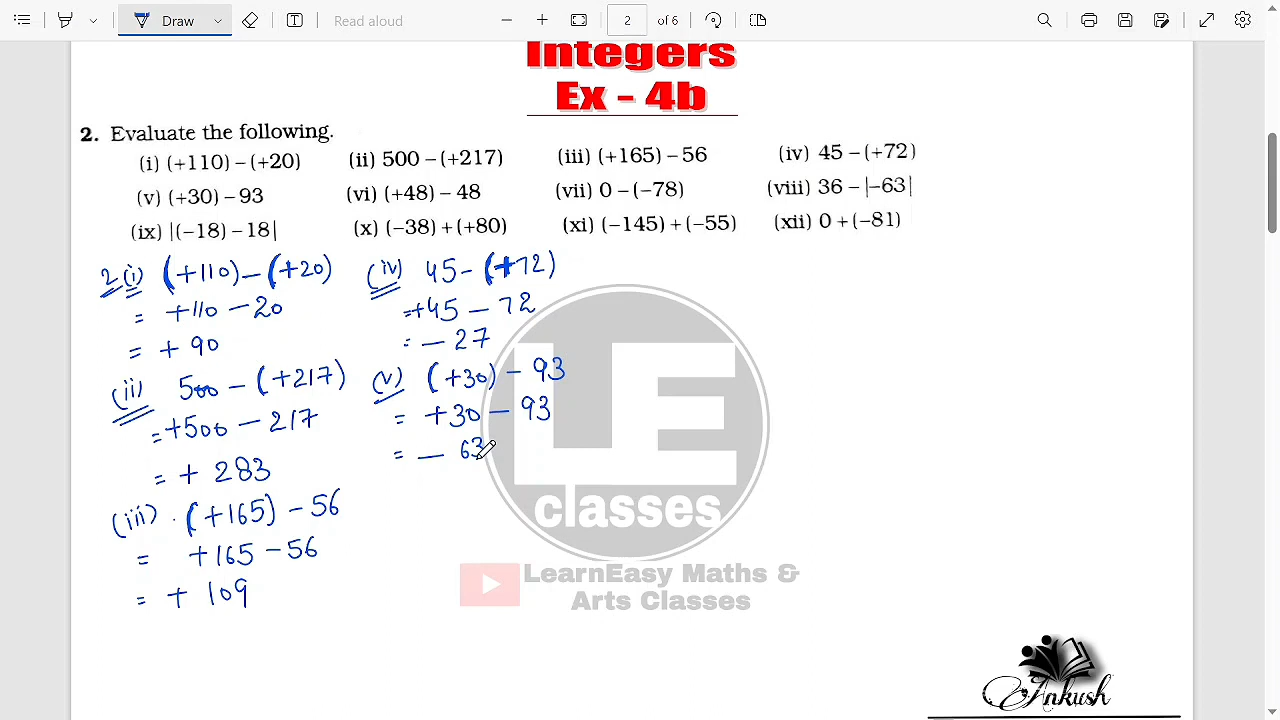 Draw
Read aloud
2
of 6
Integers
Ex - 4b
2. Evaluate the following.
(i) (+110) – (+20) (ii) 500 – (+217) (iii) (+165) – 56 (iv) 45 – (+72)
(v) (+30) – 93 (vi) (+48) – 48 (vii) 0 – (–78) (viii) 36 – |–63|
(ix) |(–18) – 18| (x) (–38) + (+80) (xi) (–145) + (–55) (xii) 0 + (–81)
2 (i) (+110) – (+20)
= +110 – 20
= + 90
(ii) 500 – (+217)
= +500 – 217
= + 283
(iii) . (+165) – 56
= +165 – 56
= + 109
(iv) 45 – (+72)
= +45 – 72
= – 27
(v) (+30) – 93
= +30 – 93
= – 63
LE
classes
LearnEasy Maths &
Arts Classes
Ankush